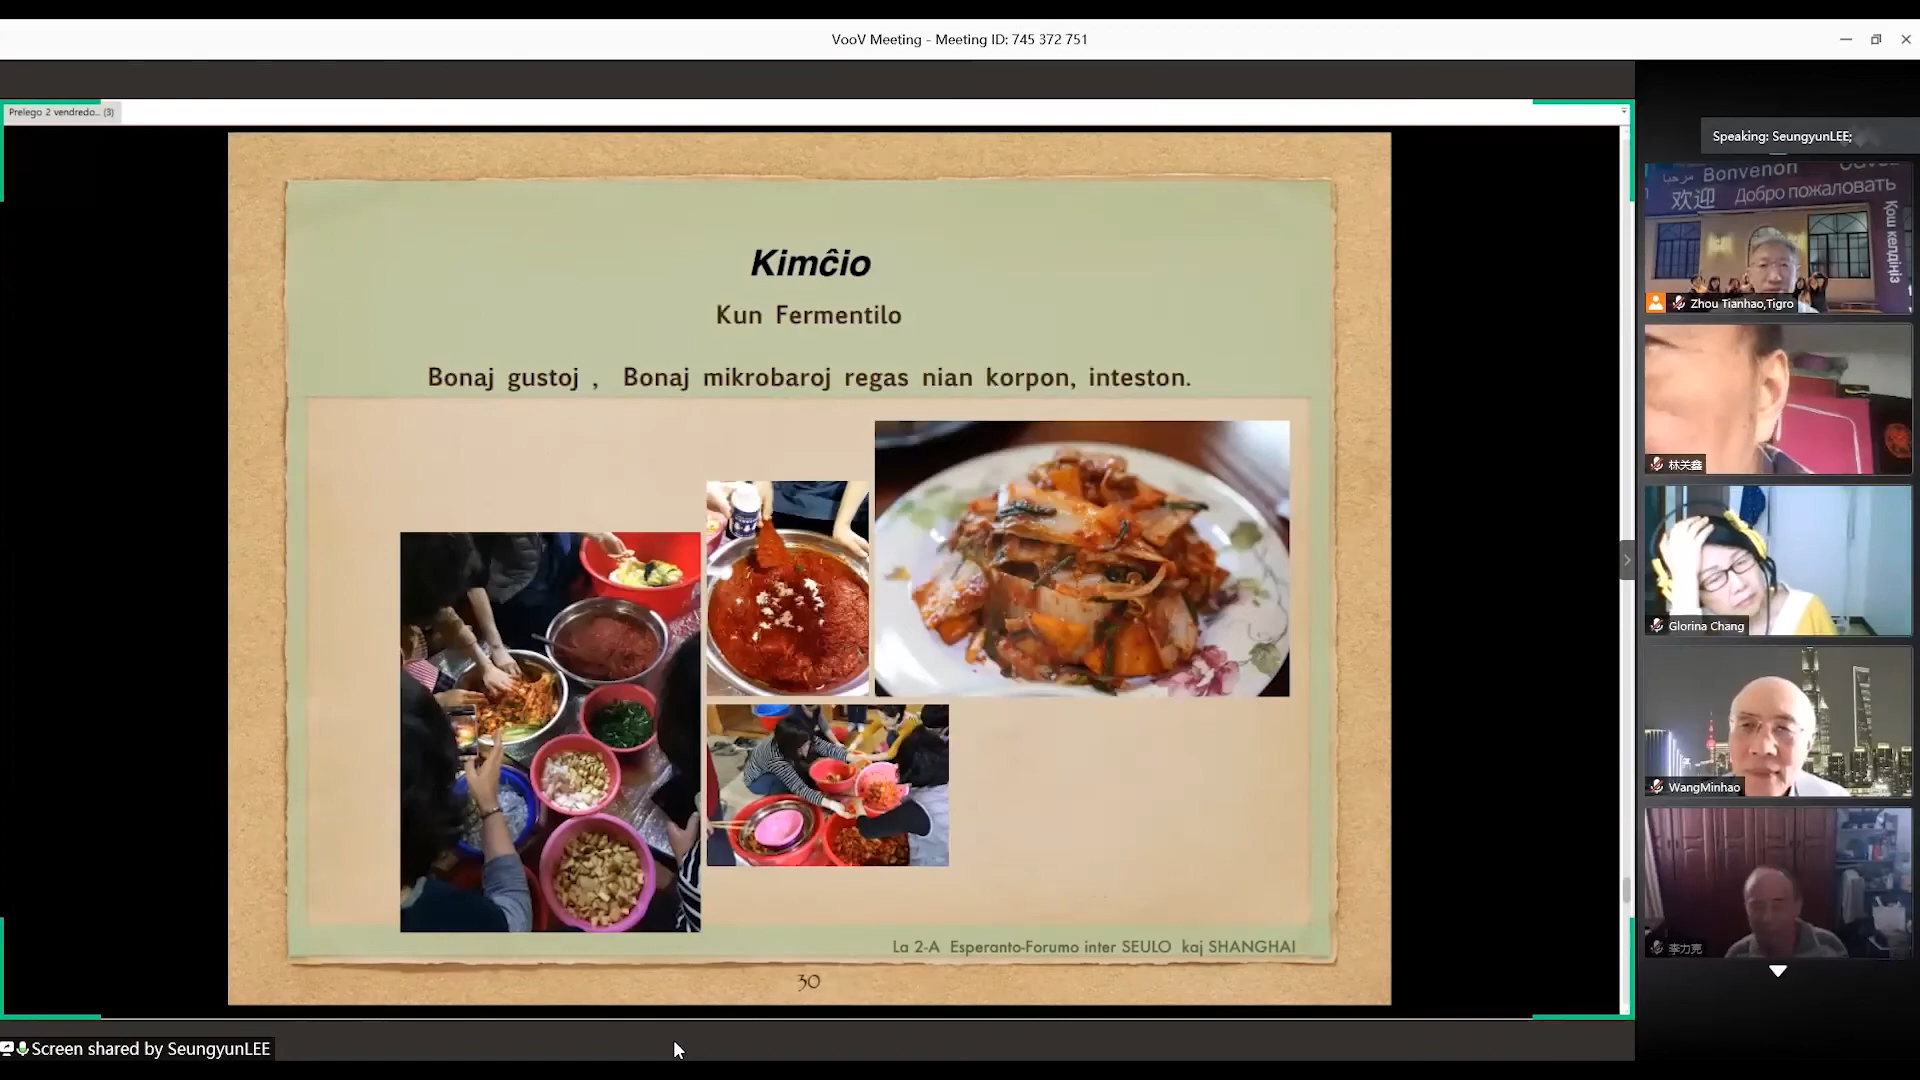 VooV Meeting - Meeting ID: 745 372 751
Prelego 2 vendredo... (3)
Kimĉio
Kun Fermentilo
Bonaj gustoj , Bonaj mikrobaroj regas nian korpon, inteston.
La 2-A Esperanto-Forumo inter SEULO kaj SHANGHAI
30
Screen shared by SeungyunLEE
Speaking: SeungyunLEE;
مرحبا Bonvenon
欢迎 Добро пожаловать
Қош келдіңіз
Zhou Tianhao,Tigro
林关鑫
Glorina Chang
WangMinhao
李力亮